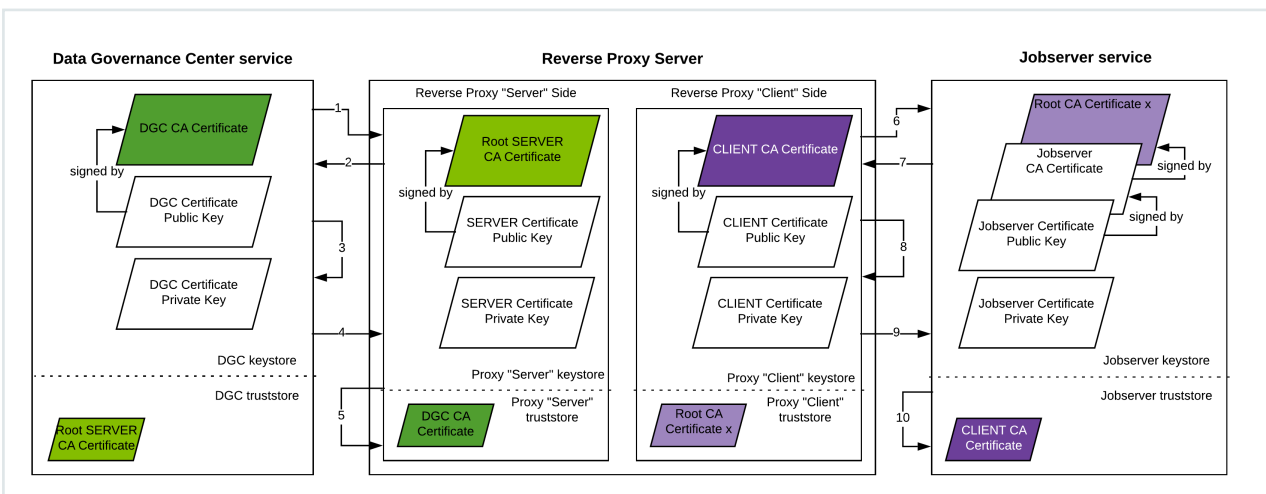 Data Governance Center service
DGC CA Certificate
signed by
DGC Certificate
Public Key
DGC Certificate
Private Key
DGC keystore
DGC truststore
Root SERVER
CA Certificate
1
2
3
4
5
Reverse Proxy Server
Reverse Proxy "Server" Side
Root SERVER
CA Certificate
signed by
SERVER Certificate
Public Key
SERVER Certificate
Private Key
Proxy "Server" keystore
Proxy "Server"
truststore
DGC CA
Certificate
Reverse Proxy "Client" Side
CLIENT CA Certificate
signed by
CLIENT Certificate
Public Key
CLIENT Certificate
Private Key
Proxy "Client" keystore
Proxy "Client"
truststore
Root CA
Certificate x
6
7
8
9
10
Jobserver service
Root CA Certificate x
Jobserver
CA Certificate
signed by
signed by
Jobserver Certificate
Public Key
Jobserver Certificate
Private Key
Jobserver keystore
Jobserver truststore
CLIENT CA
Certificate